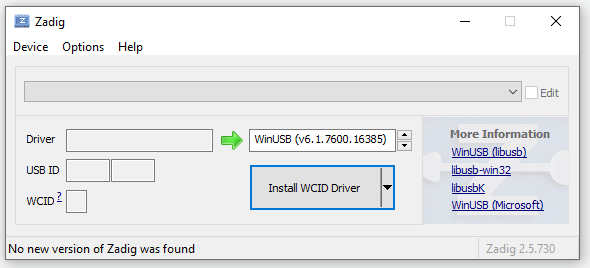 Zadig
Device Options Help
Edit
Driver
WinUSB (v6.1.7600.16385)
USB ID
WCID ?
Install WCID Driver
More Information
WinUSB (libusb)
libusb-win32
libusbK
WinUSB (Microsoft)
No new version of Zadig was found
Zadig 2.5.730